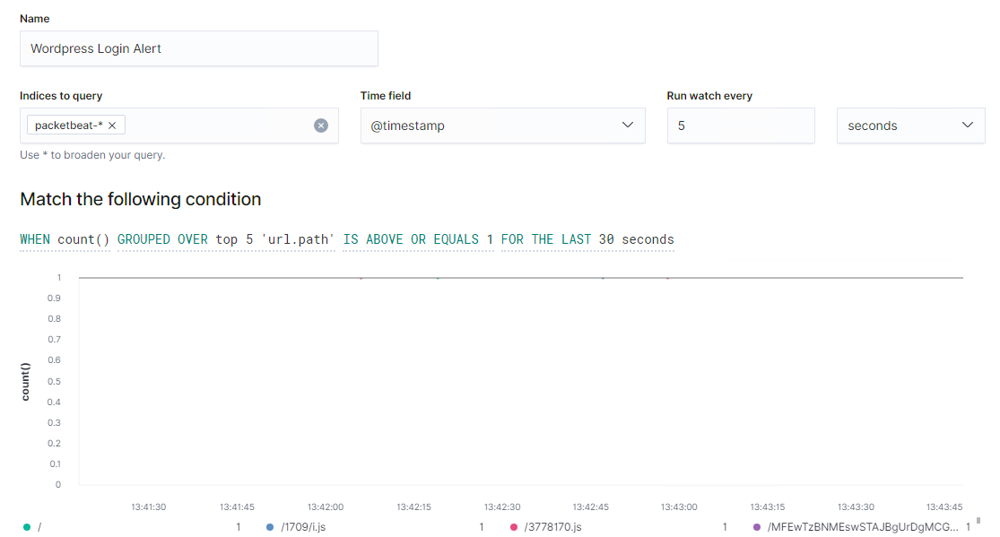 Name
Wordpress Login Alert
Indices to query Time field Run watch every
packetbeat-* @timestamp 5 seconds
Use * to broaden your query.
Match the following condition
WHEN count() GROUPED OVER top 5 'url.path' IS ABOVE OR EQUALS 1 FOR THE LAST 30 seconds
1
0.9
0.8
0.7
0.6
0.5
0.4
0.3
0.2
0.1
0
count()
13:41:30 13:41:45 13:42:00 13:42:15 13:42:30 13:42:45 13:43:00 13:43:15 13:43:30 13:43:45
/ 1 /1709/i.js 1 /3778170.js 1 /MFEwTzBNMEswSTAJBgUrDgMCG... 1